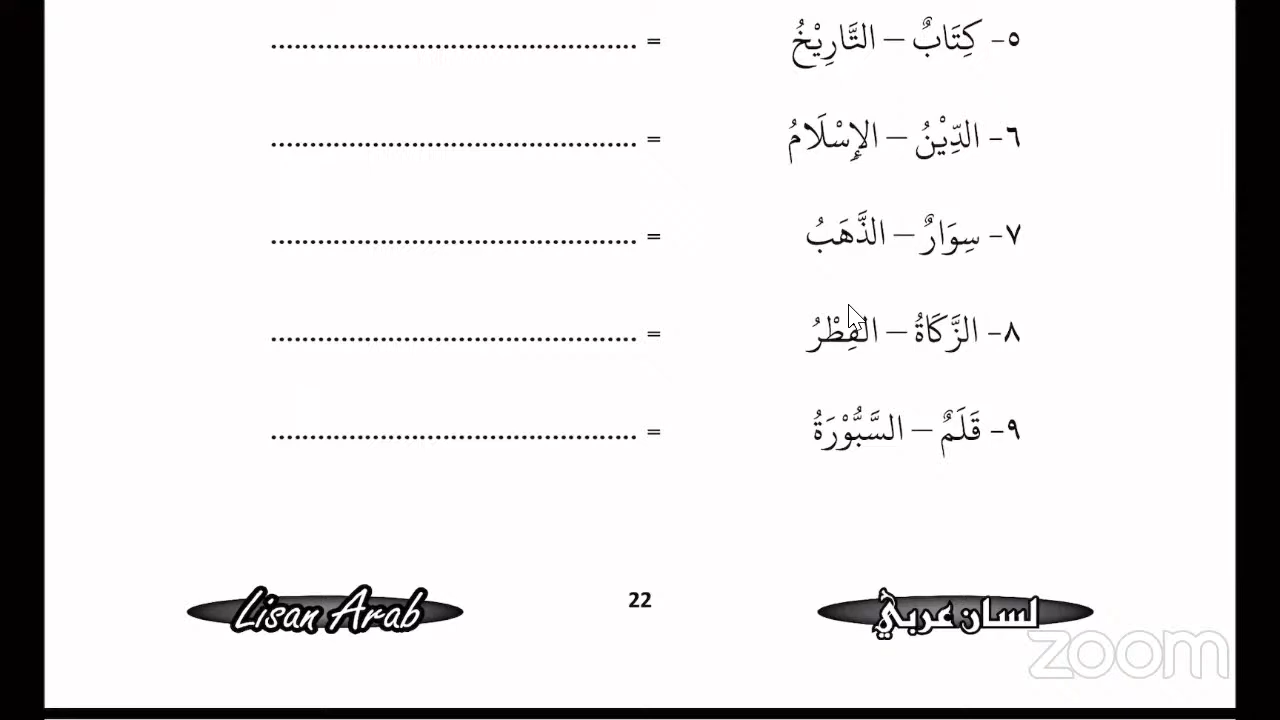 ٥- كِتَابٌ – التَّارِيْخُ = ................................................
٦- الدِّيْنُ – الإِسْلَامُ = ................................................
٧- سِوَارٌ – الذَّهَبُ = ................................................
٨- الزَّكَاةُ – الفِطْرُ = ................................................
٩- قَلَمٌ – السَّبُّوْرَةُ = ................................................
Lisan Arab 22 لسان عربي
zoom